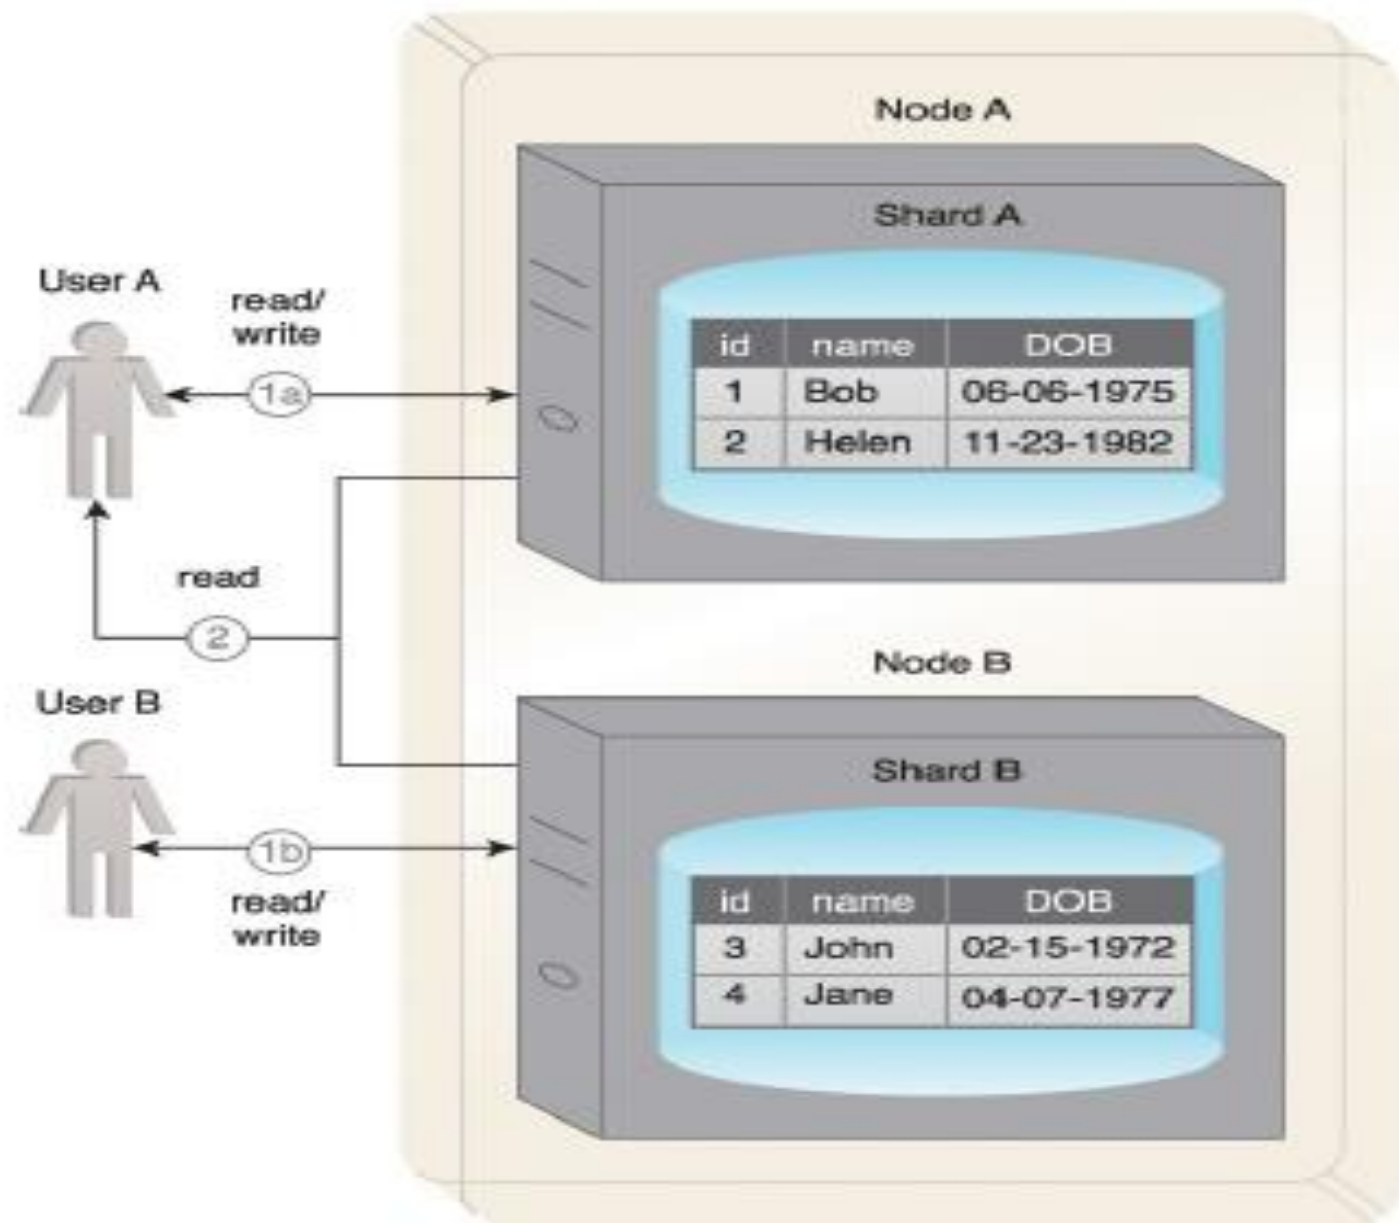 Node A
Shard A
User A
read/
write
1a
id name DOB
1 Bob 06-06-1975
2 Helen 11-23-1982
read
2
Node B
User B
Shard B
1b
read/
write
id name DOB
3 John 02-15-1972
4 Jane 04-07-1977